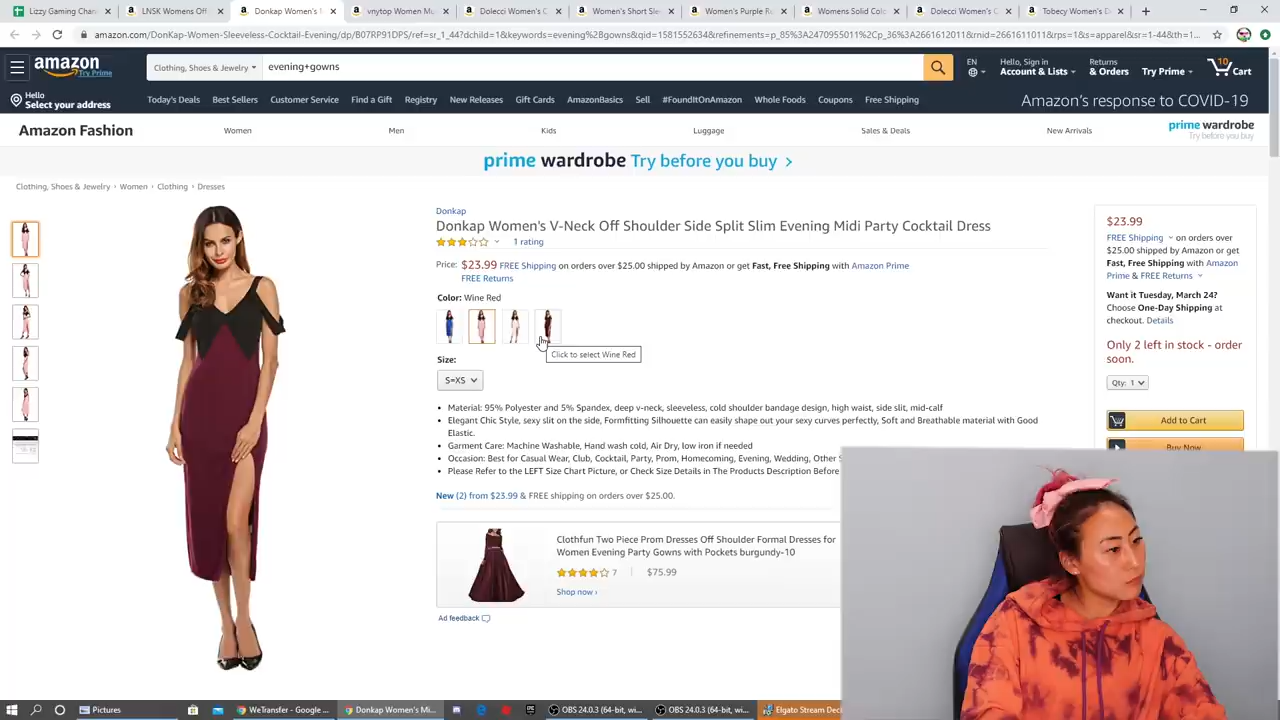 Lizky Gaming Chan
LNSK Womens Off
Donkap Women's
vnytop Women Mu
Dolecci Women's C
Women's Short Sle
Women's Purple R
Womens Solid Colo
Dolecci Women's C
Tobecy Women's D
amazon.com/DonKap-Women-Sleeveless-Cocktail-Evening/dp/B07RP91DPS/ref=sr_1_44?dchild=1&keywords=evening%2Bgowns&qid=1581552634&refinements=p_85%3A2470955011%2Cp_36%3A2661612011&rnid=2661611011&rps=1&s=apparel&sr=1-44&th=1...
amazon
Try Prime
Clothing, Shoes & Jewelry
evening+gowns
EN
Hello, Sign in
Account & Lists
Returns
& Orders
Try Prime
10
Cart
Hello
Select your address
Today's Deals
Best Sellers
Customer Service
Find a Gift
Registry
New Releases
Gift Cards
AmazonBasics
Sell
#FoundItOnAmazon
Whole Foods
Coupons
Free Shipping
Amazon's response to COVID-19
Amazon Fashion
Women
Men
Kids
Luggage
Sales & Deals
New Arrivals
prime wardrobe
Try before you buy
prime wardrobe Try before you buy >
Clothing, Shoes & Jewelry › Women › Clothing › Dresses
Donkap
Donkap Women's V-Neck Off Shoulder Side Split Slim Evening Midi Party Cocktail Dress
1 rating
Price: $23.99 FREE Shipping on orders over $25.00 shipped by Amazon or get Fast, Free Shipping with Amazon Prime
FREE Returns
Color: Wine Red
Click to select Wine Red
Size:
S=XS
• Material: 95% Polyester and 5% Spandex, deep v-neck, sleeveless, cold shoulder bandage design, high waist, side slit, mid-calf
• Elegant Chic Style, sexy slit on the side, Formfitting Silhouette can easily shape out your sexy curves perfectly, Soft and Breathable material with Good
Elastic.
• Garment Care: Machine Washable, Hand wash cold, Air Dry, low iron if needed
• Occasion: Best for Casual Wear, Club, Cocktail, Party, Prom, Homecoming, Evening, Wedding, Other S
• Please Refer to the LEFT Size Chart Picture, or Check Size Details in The Products Description Before
New (2) from $23.99 & FREE shipping on orders over $25.00.
Clothfun Two Piece Prom Dresses Off Shoulder Formal Dresses for
Women Evening Party Gowns with Pockets burgundy-10
7 | $75.99
Shop now ›
Ad feedback
$23.99
FREE Shipping on orders over
$25.00 shipped by Amazon or get
Fast, Free Shipping with Amazon
Prime & FREE Returns
Want it Tuesday, March 24?
Choose One-Day Shipping at
checkout. Details
Only 2 left in stock - order
soon.
Qty: 1
Add to Cart
Buy Now
Pictures
WeTransfer - Google ...
Donkap Women's Mi...
OBS 24.0.3 (64-bit, wi...
OBS 24.0.3 (64-bit, wi...
Elgato Stream Dec